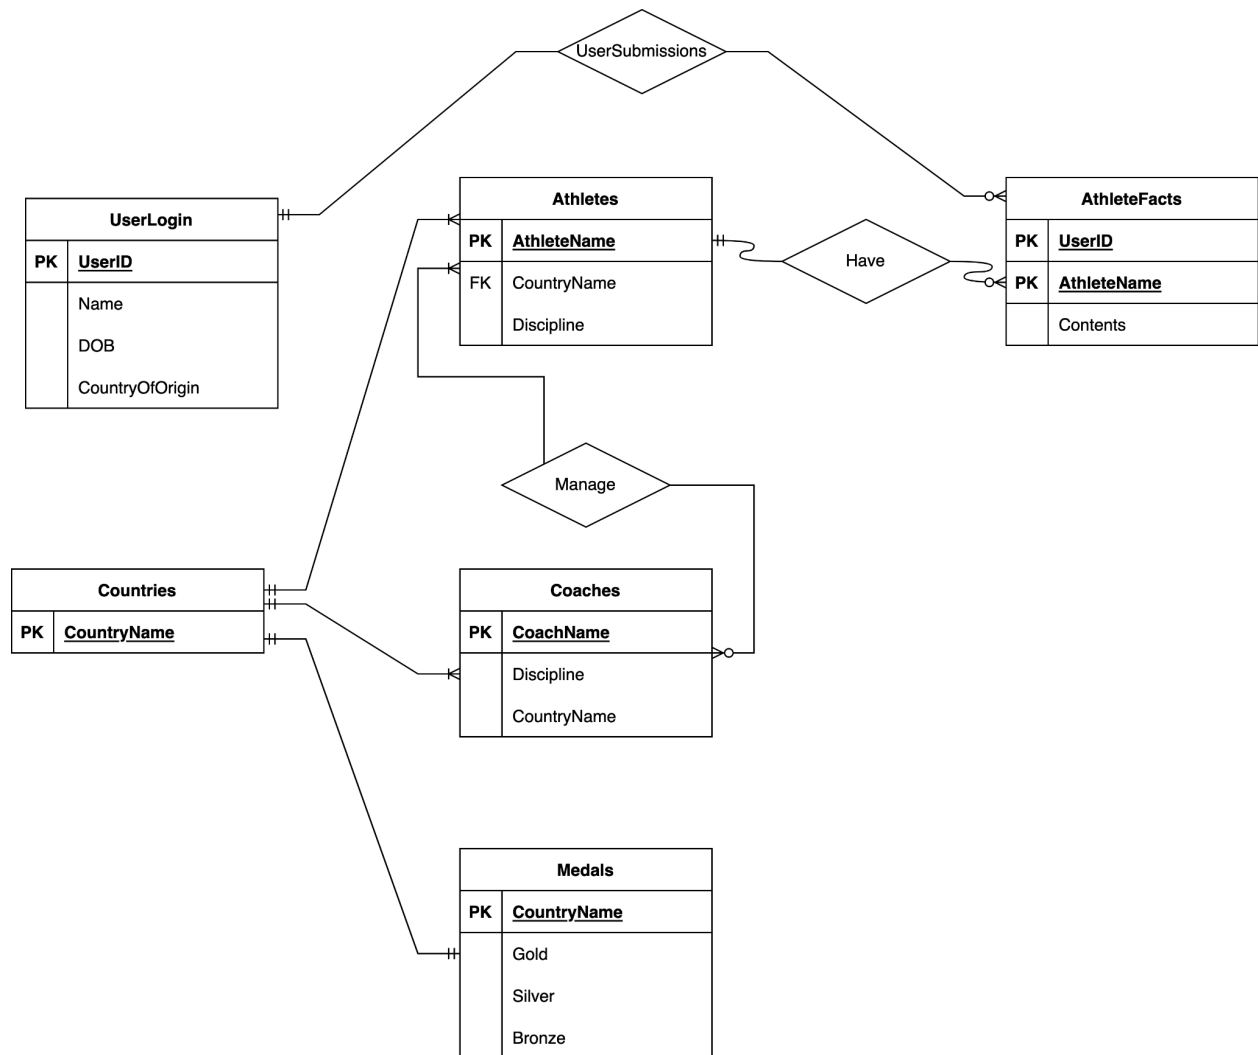 UserSubmissions
UserLogin
PK UserID
Name
DOB
CountryOfOrigin
Athletes
PK AthleteName
FK CountryName
Discipline
Have
AthleteFacts
PK UserID
PK AthleteName
Contents
Manage
Countries
PK CountryName
Coaches
PK CoachName
Discipline
CountryName
Medals
PK CountryName
Gold
Silver
Bronze